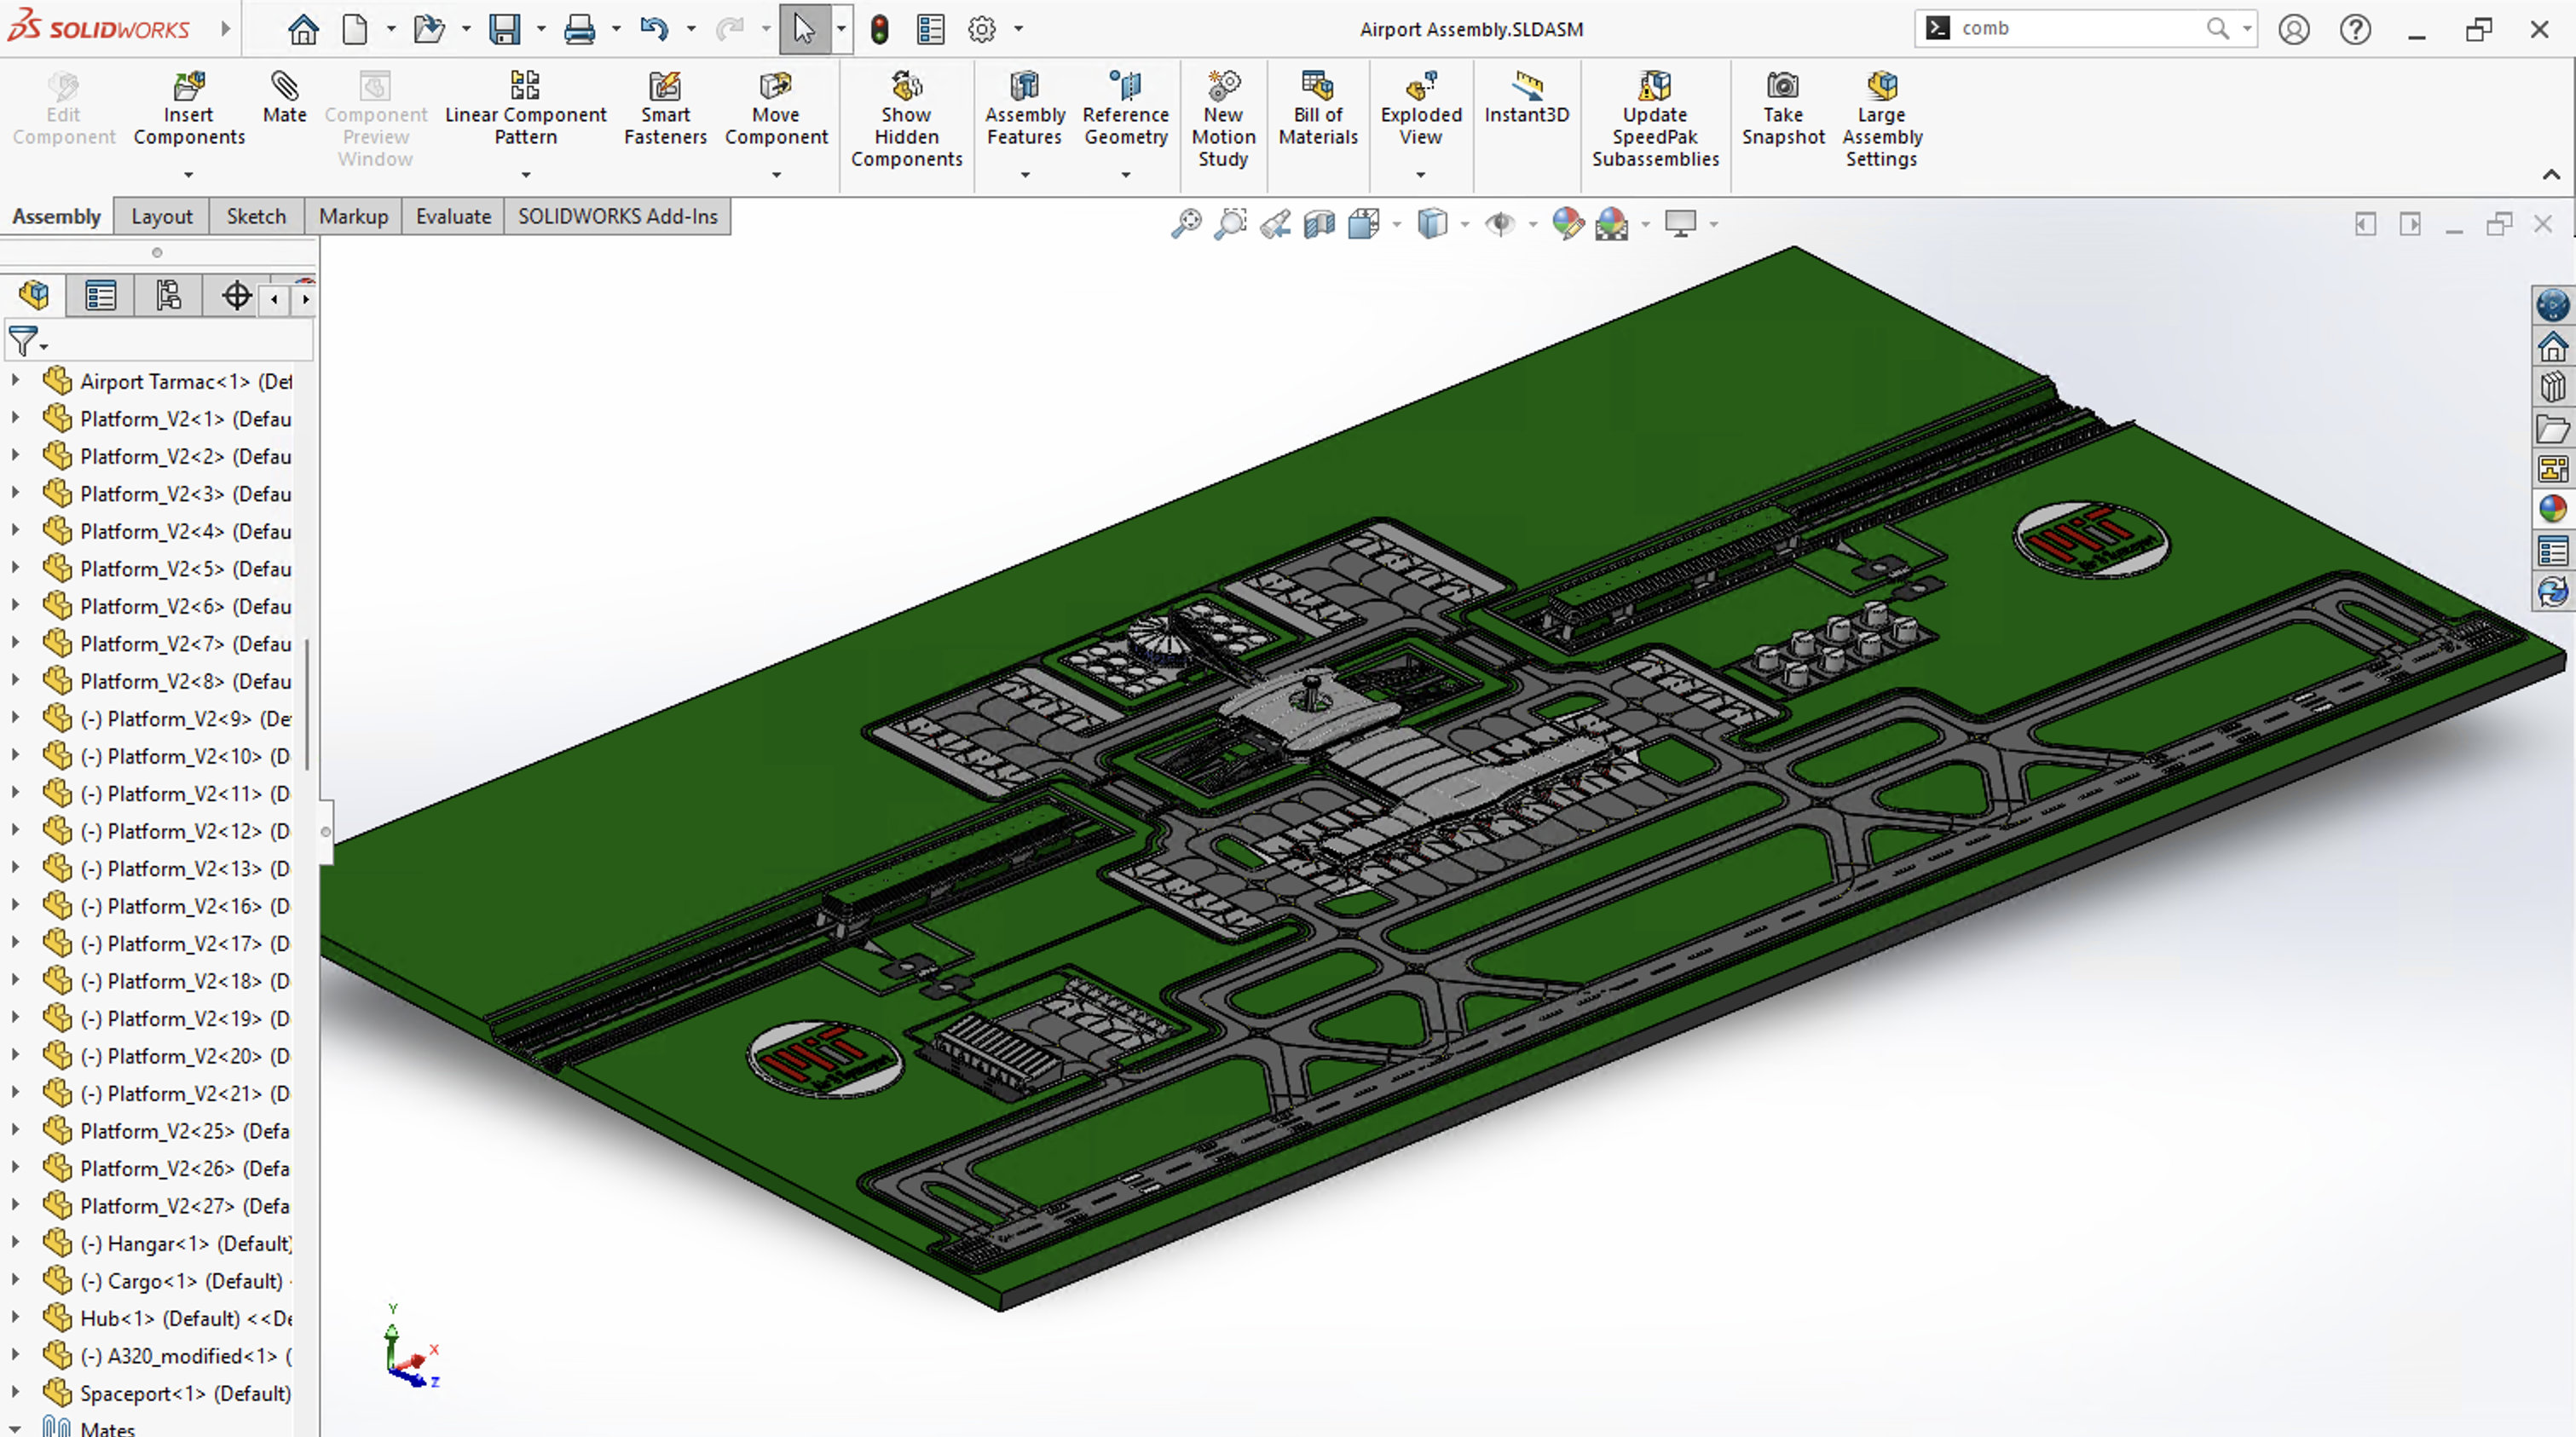 SOLIDWORKS
Airport Assembly.SLDASM
comb
Edit Component
Insert Components
Mate
Component Preview Window
Linear Component Pattern
Smart Fasteners
Move Component
Show Hidden Components
Assembly Features
Reference Geometry
New Motion Study
Bill of Materials
Exploded View
Instant3D
Update SpeedPak Subassemblies
Take Snapshot
Large Assembly Settings
Assembly
Layout
Sketch
Markup
Evaluate
SOLIDWORKS Add-Ins
Airport Tarmac<1> (Def
Platform_V2<1> (Defau
Platform_V2<2> (Defau
Platform_V2<3> (Defau
Platform_V2<4> (Defau
Platform_V2<5> (Defau
Platform_V2<6> (Defau
Platform_V2<7> (Defau
Platform_V2<8> (Defau
(-) Platform_V2<9> (De
(-) Platform_V2<10> (D
(-) Platform_V2<11> (D
(-) Platform_V2<12> (D
(-) Platform_V2<13> (D
(-) Platform_V2<16> (D
(-) Platform_V2<17> (D
(-) Platform_V2<18> (D
(-) Platform_V2<19> (D
(-) Platform_V2<20> (D
(-) Platform_V2<21> (D
Platform_V2<25> (Defa
Platform_V2<26> (Defa
Platform_V2<27> (Defa
(-) Hangar<1> (Default)
(-) Cargo<1> (Default)
Hub<1> (Default) <<De
(-) A320_modified<1> (
Spaceport<1> (Default)
Mates
MiT
MiT
Y
X
Z